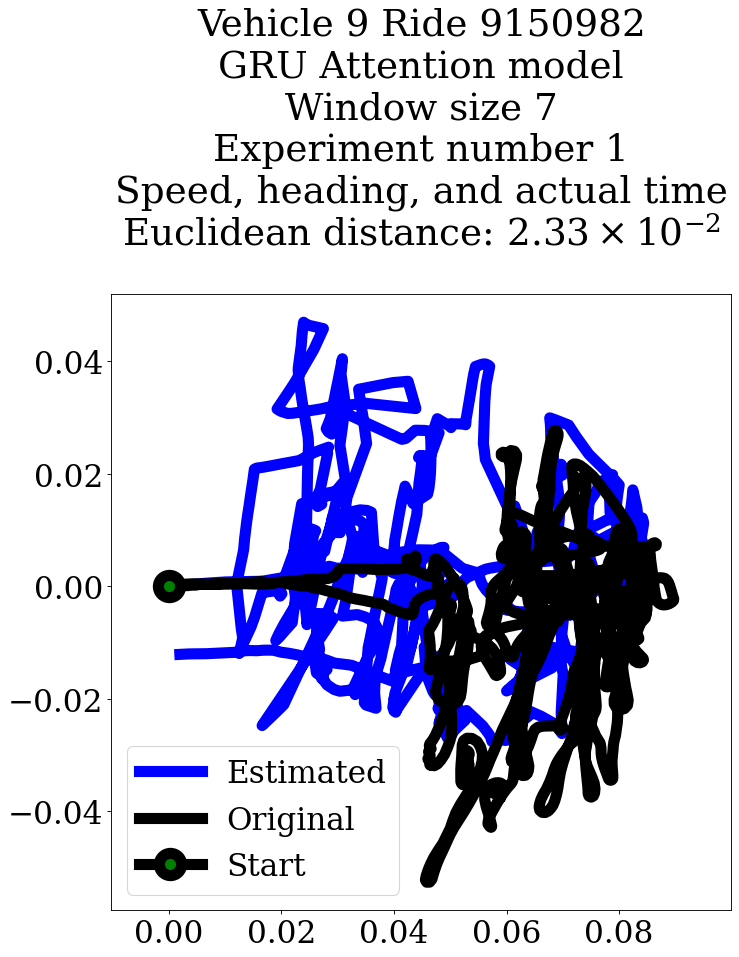 Vehicle 9 Ride 9150982
GRU Attention model
Window size 7
Experiment number 1
Speed, heading, and actual time
Euclidean distance: 2.33 × 10⁻²
0.04
0.02
0.00
−0.02
−0.04
Estimated
Original
Start
0.00 0.02 0.04 0.06 0.08